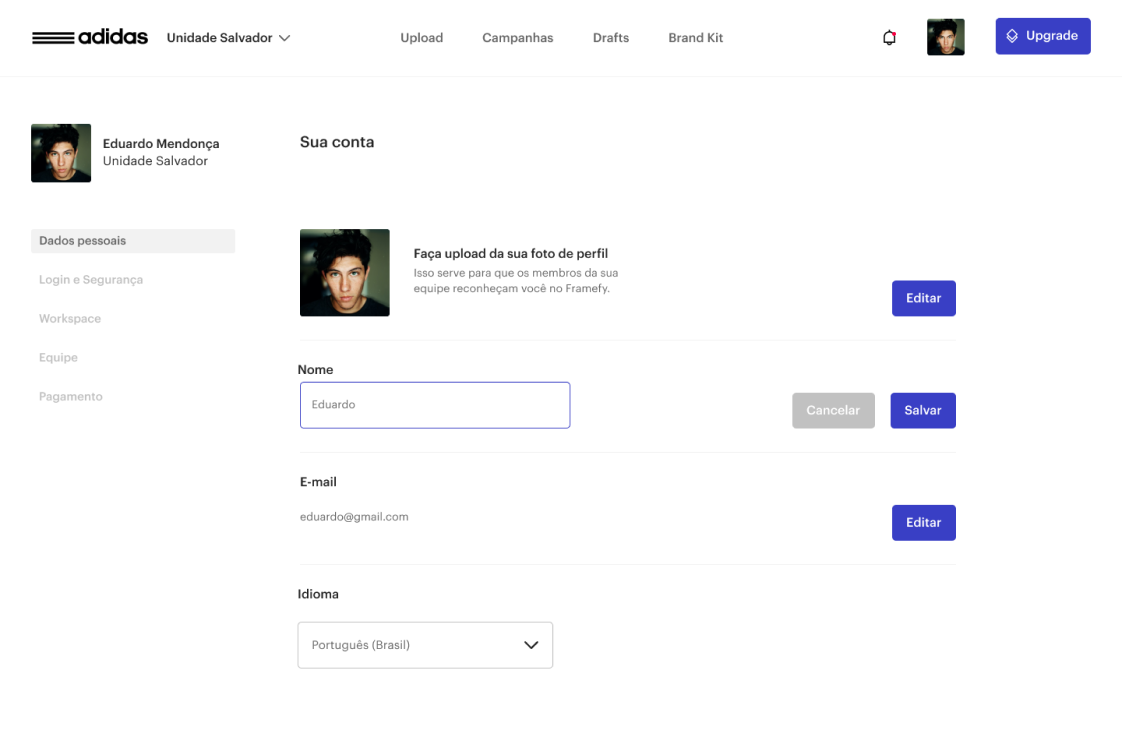 adidas
Unidade Salvador
Upload
Campanhas
Drafts
Brand Kit
Upgrade
Eduardo Mendonça
Unidade Salvador
Sua conta
Dados pessoais
Login e Segurança
Workspace
Equipe
Pagamento
Faça upload da sua foto de perfil
Isso serve para que os membros da sua
equipe reconheçam você no Framefy.
Editar
Nome
Eduardo
Cancelar
Salvar
E-mail
eduardo@gmail.com
Editar
Idioma
Português (Brasil)